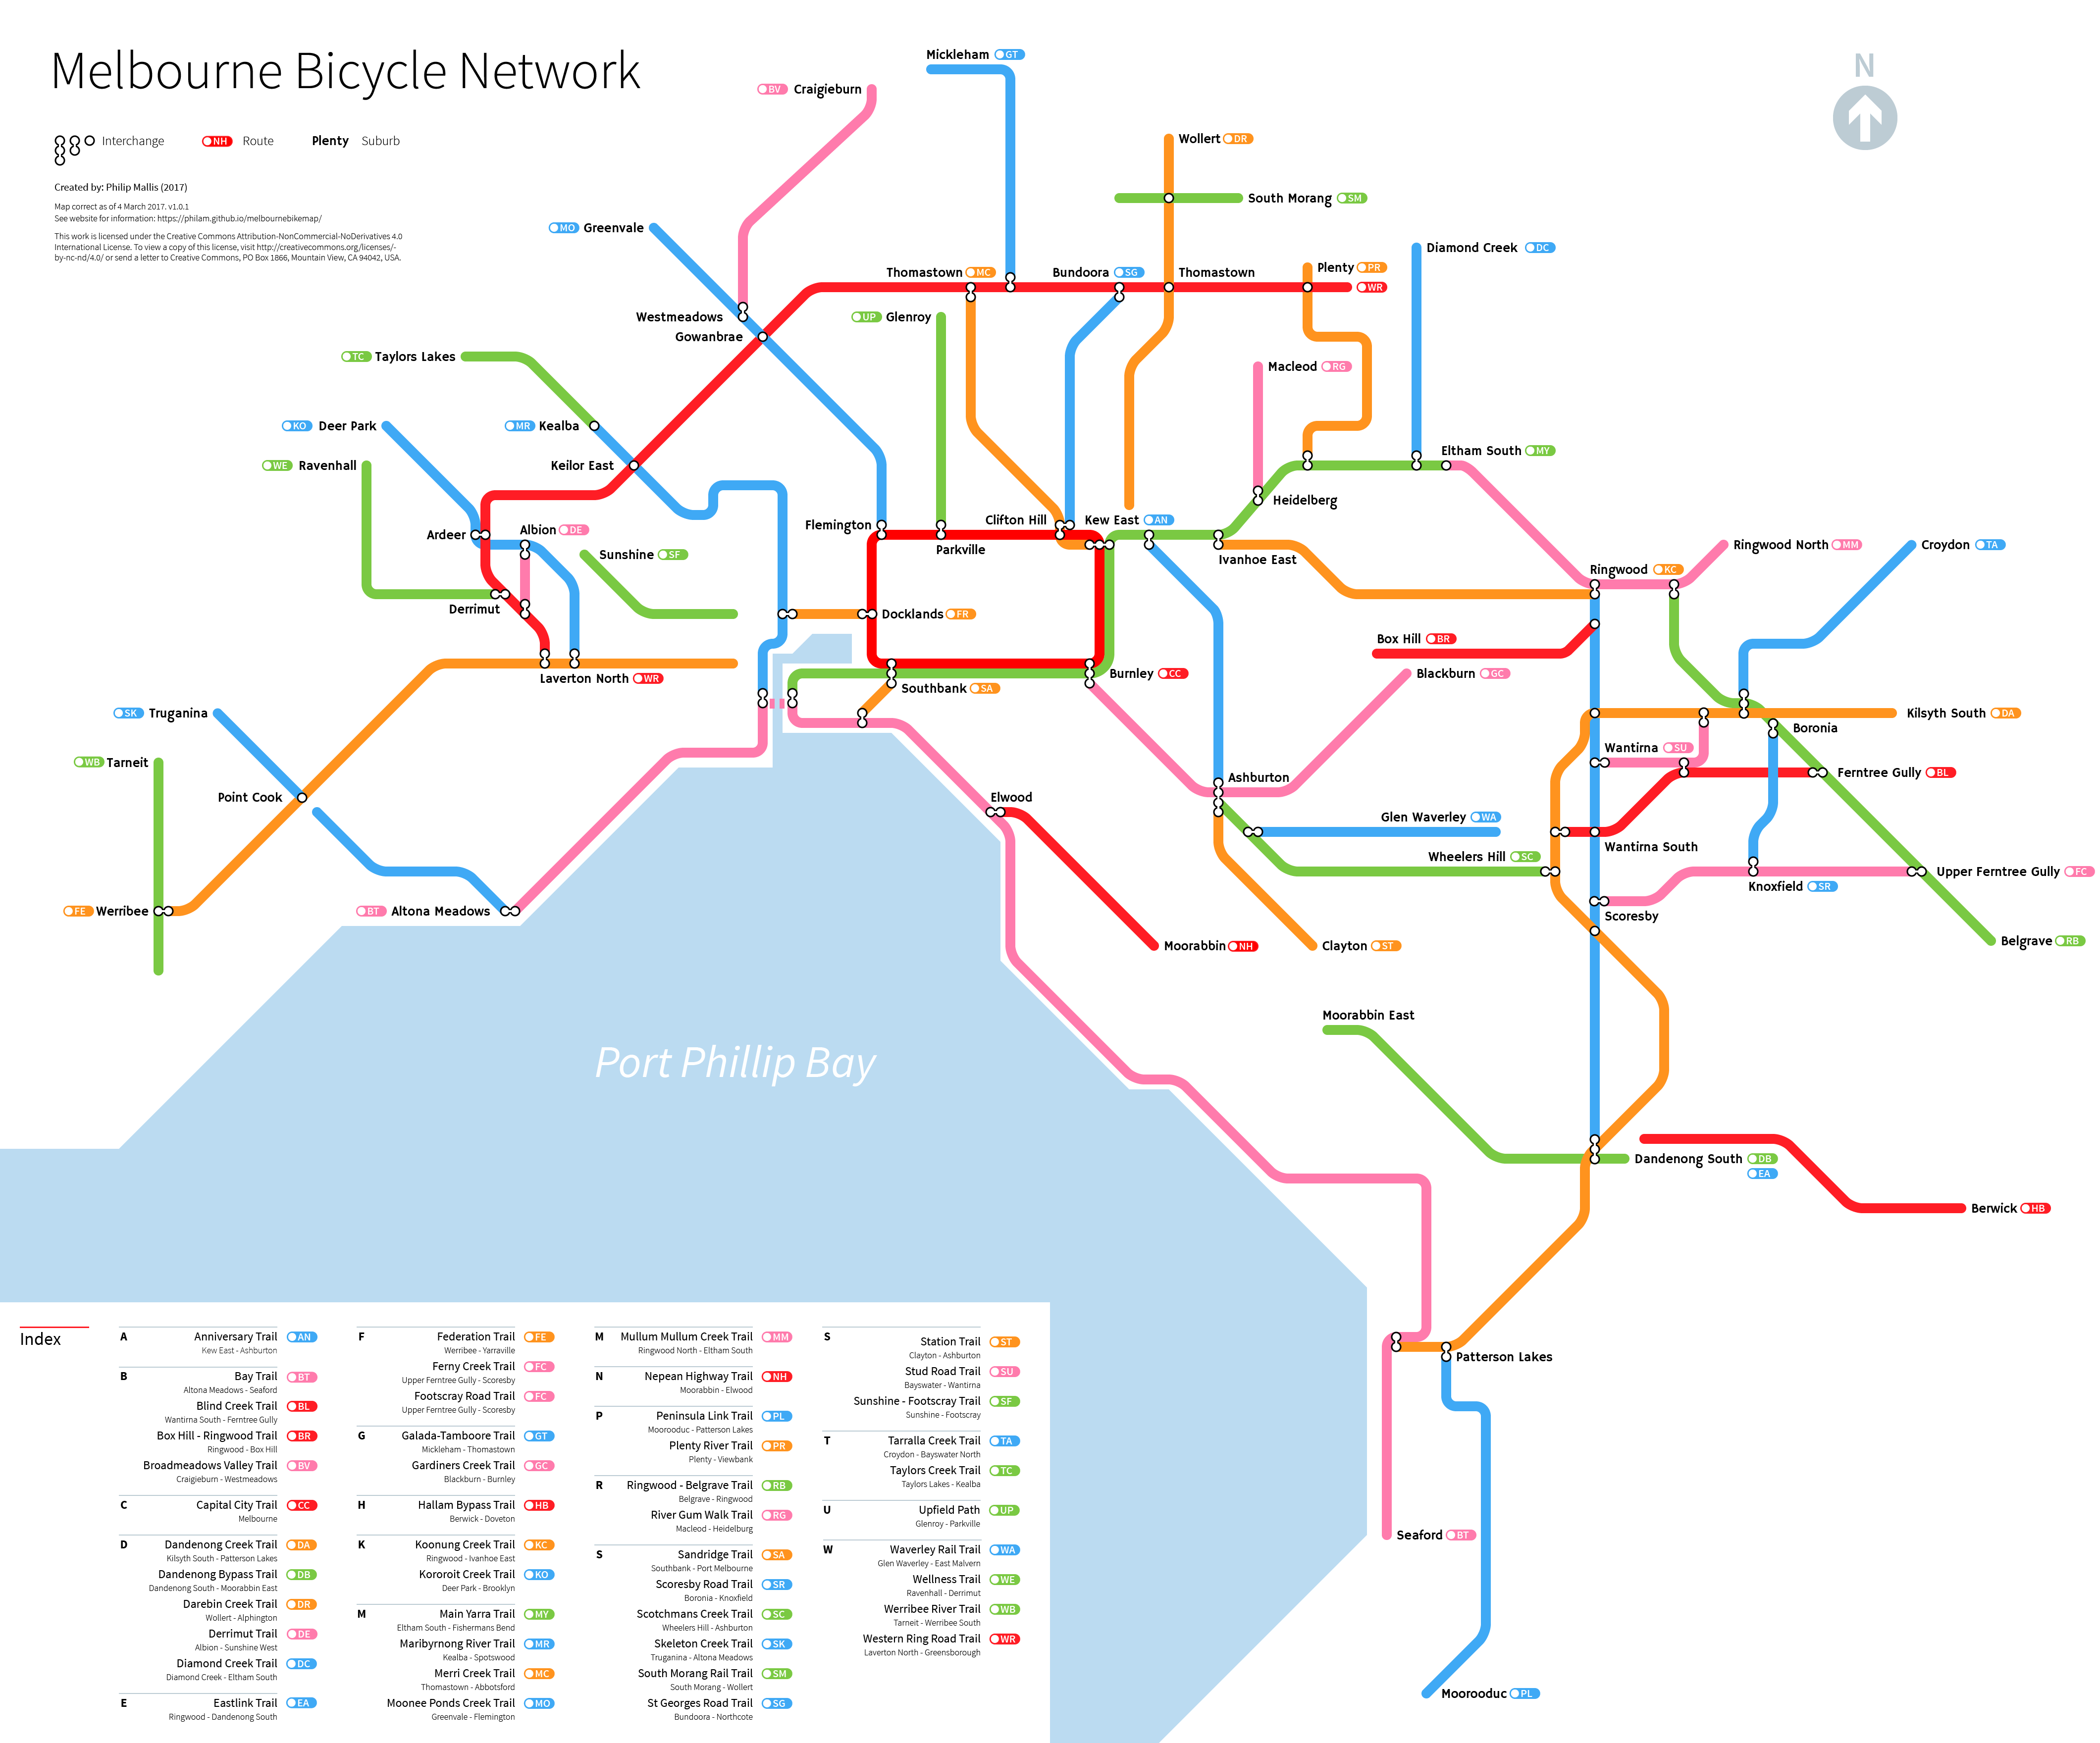 Melbourne Bicycle Network
Interchange
NH Route
Plenty Suburb
Created by: Philip Mallis (2017)
Map correct as of 4 March 2017. v1.0.1
See website for information: https://philam.github.io/melbournebikemap/
This work is licensed under the Creative Commons Attribution-NonCommercial-NoDerivatives 4.0
International License. To view a copy of this license, visit http://creativecommons.org/licenses/-
by-nc-nd/4.0/ or send a letter to Creative Commons, PO Box 1866, Mountain View, CA 94042, USA.
N
Mickleham GT
BV Craigieburn
Wollert DR
South Morang SM
MO Greenvale
Diamond Creek DC
Thomastown MC
Bundoora SG
Thomastown
Plenty PR
WR
Westmeadows
UP Glenroy
Gowanbrae
TC Taylors Lakes
Macleod RG
KO Deer Park
MR Kealba
Eltham South MY
WE Ravenhall
Keilor East
Heidelberg
Flemington
Clifton Hill
Kew East AN
Albion DE
Ardeer
Parkville
Ringwood North MM
Croydon TA
Sunshine SF
Ivanhoe East
Ringwood KC
Derrimut
Docklands FR
Box Hill BR
Laverton North WR
Burnley CC
Blackburn GC
Southbank SA
SK Truganina
Kilsyth South DA
Boronia
Wantirna SU
WB Tarneit
Ferntree Gully BL
Ashburton
Point Cook
Elwood
Glen Waverley WA
Wantirna South
Wheelers Hill SC
Upper Ferntree Gully FC
Knoxfield SR
FE Werribee
BT Altona Meadows
Scoresby
Moorabbin NH
Clayton ST
Belgrave RB
Moorabbin East
Port Phillip Bay
Dandenong South DB
EA
Berwick HB
Patterson Lakes
Seaford BT
Moorooduc PL
Index
A
Anniversary Trail AN
Kew East - Ashburton
B
Bay Trail BT
Altona Meadows - Seaford
Blind Creek Trail BL
Wantirna South - Ferntree Gully
Box Hill - Ringwood Trail BR
Ringwood - Box Hill
Broadmeadows Valley Trail BV
Craigieburn - Westmeadows
C
Capital City Trail CC
Melbourne
D
Dandenong Creek Trail DA
Kilsyth South - Patterson Lakes
Dandenong Bypass Trail DB
Dandenong South - Moorabbin East
Darebin Creek Trail DR
Wollert - Alphington
Derrimut Trail DE
Albion - Sunshine West
Diamond Creek Trail DC
Diamond Creek - Eltham South
E
Eastlink Trail EA
Ringwood - Dandenong South
F
Federation Trail FE
Werribee - Yarraville
Ferny Creek Trail FC
Upper Ferntree Gully - Scoresby
Footscray Road Trail FC
Upper Ferntree Gully - Scoresby
G
Galada-Tamboore Trail GT
Mickleham - Thomastown
Gardiners Creek Trail GC
Blackburn - Burnley
H
Hallam Bypass Trail HB
Berwick - Doveton
K
Koonung Creek Trail KC
Ringwood - Ivanhoe East
Kororoit Creek Trail KO
Deer Park - Brooklyn
M
Main Yarra Trail MY
Eltham South - Fishermans Bend
Maribyrnong River Trail MR
Kealba - Spotswood
Merri Creek Trail MC
Thomastown - Abbotsford
Moonee Ponds Creek Trail MO
Greenvale - Flemington
M
Mullum Mullum Creek Trail MM
Ringwood North - Eltham South
N
Nepean Highway Trail NH
Moorabbin - Elwood
P
Peninsula Link Trail PL
Moorooduc - Patterson Lakes
Plenty River Trail PR
Plenty - Viewbank
R
Ringwood - Belgrave Trail RB
Belgrave - Ringwood
River Gum Walk Trail RG
Macleod - Heidelburg
S
Sandridge Trail SA
Southbank - Port Melbourne
Scoresby Road Trail SR
Boronia - Knoxfield
Scotchmans Creek Trail SC
Wheelers Hill - Ashburton
Skeleton Creek Trail SK
Truganina - Altona Meadows
South Morang Rail Trail SM
South Morang - Wollert
St Georges Road Trail SG
Bundoora - Northcote
S
Station Trail ST
Clayton - Ashburton
Stud Road Trail SU
Bayswater - Wantirna
Sunshine - Footscray Trail SF
Sunshine - Footscray
T
Tarralla Creek Trail TA
Croydon - Bayswater North
Taylors Creek Trail TC
Taylors Lakes - Kealba
U
Upfield Path UP
Glenroy - Parkville
W
Waverley Rail Trail WA
Glen Waverley - East Malvern
Wellness Trail WE
Ravenhall - Derrimut
Werribee River Trail WB
Tarneit - Werribee South
Western Ring Road Trail WR
Laverton North - Greensborough